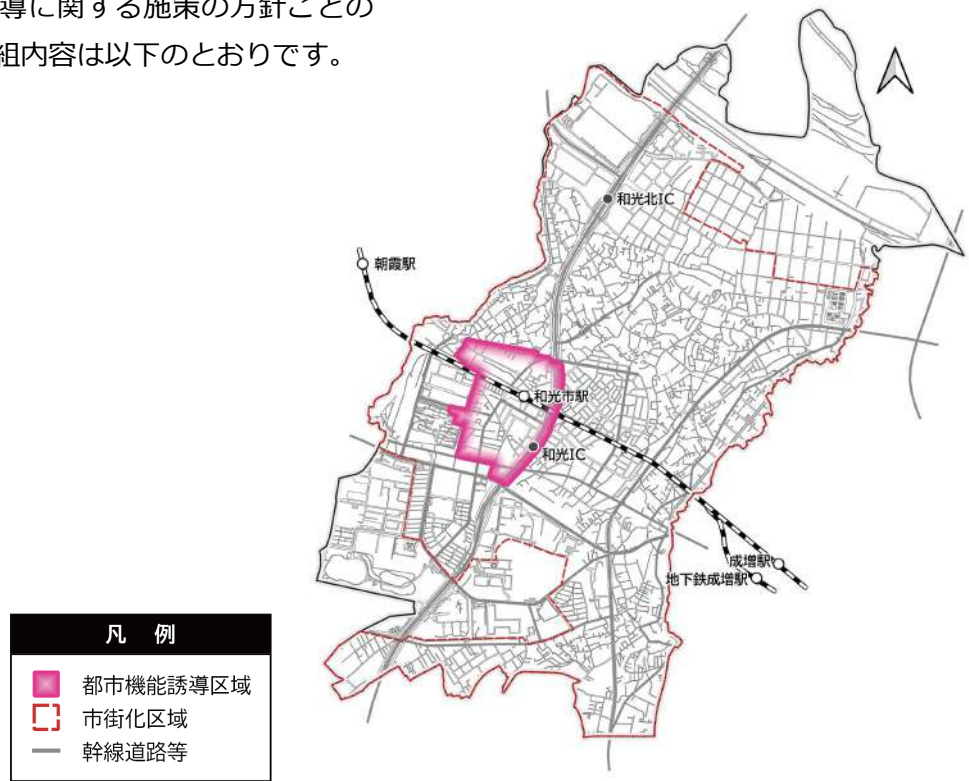 導に関する施策の方針ごとの
組内容は以下のとおりです。
和光北IC
朝霞駅
和光市駅
和光IC
成増駅
地下鉄成増駅
凡 例
都市機能誘導区域
市街化区域
幹線道路等